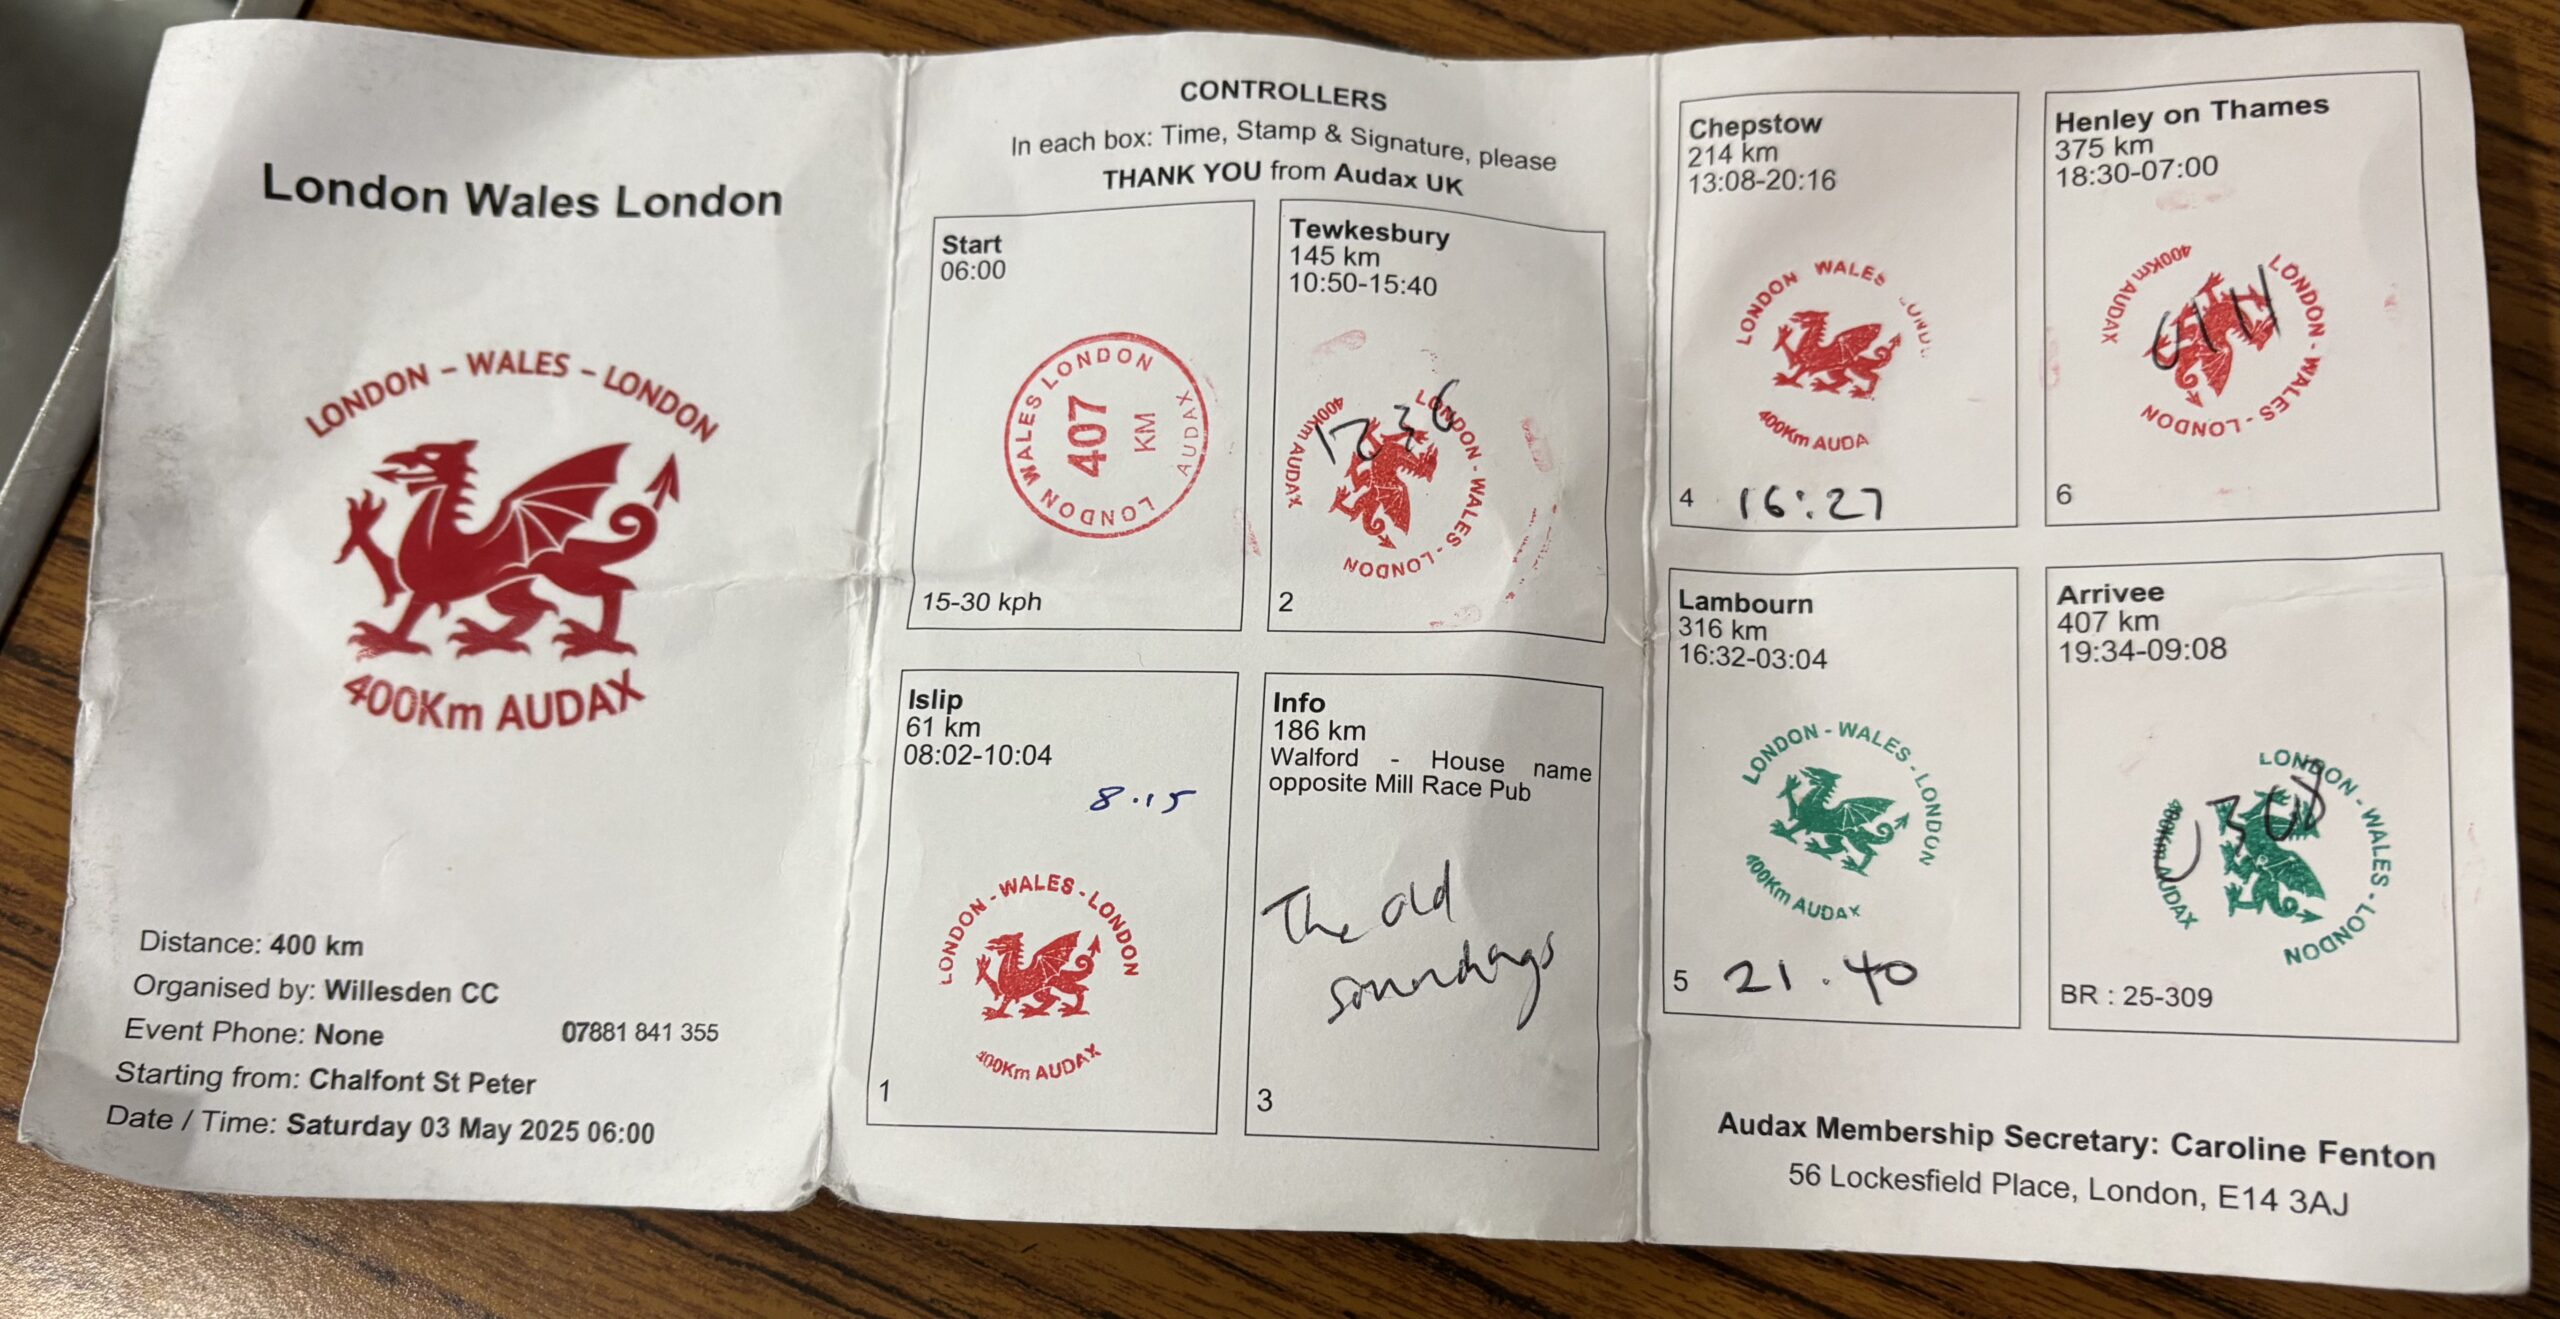 London Wales London
LONDON - WALES - LONDON
400Km AUDAX
Distance: 400 km
Organised by: Willesden CC
Event Phone: None 07881 841 355
Starting from: Chalfont St Peter
Date / Time: Saturday 03 May 2025 06:00
CONTROLLERS
In each box: Time, Stamp & Signature, please
THANK YOU from Audax UK
Start
06:00
LONDON WALES LONDON
407
KM
AUDAX
LONDON WALES LONDON
15-30 kph
Tewkesbury
145 km
10:50-15:40
1236
LONDON - WALES - LONDON
400Km AUDAX
2
Islip
61 km
08:02-10:04
8.15
LONDON - WALES - LONDON
400Km AUDAX
1
Info
186 km
Walford - House name
opposite Mill Race Pub
The old
3
Chepstow
214 km
13:08-20:16
LONDON WALES LOND
400Km AUDA
4 16:27
Henley on Thames
375 km
18:30-07:00
LONDON - WALES - LONDON
400Km AUDAX
6
Lambourn
316 km
16:32-03:04
LONDON - WALES - LONDON
400Km AUDAX
5 21.40
Arrivee
407 km
19:34-09:08
LONDON - WALES - LONDON
400Km AUDAX
BR : 25-309
Audax Membership Secretary: Caroline Fenton
56 Lockesfield Place, London, E14 3AJ